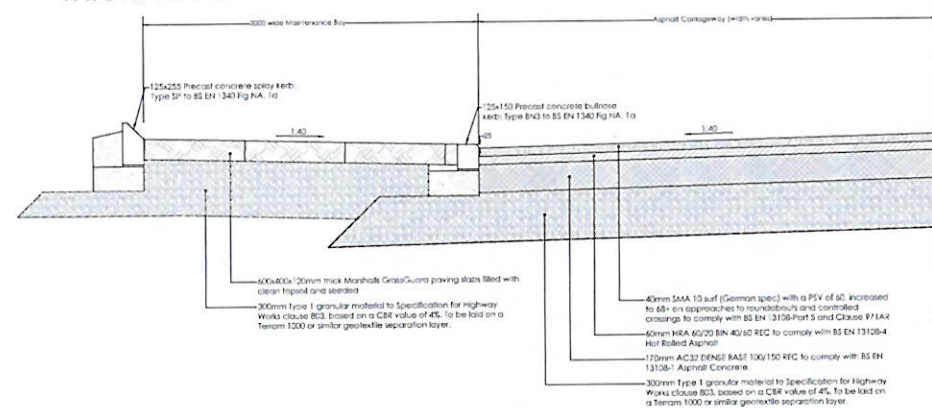 3000 wide Maintenance Bay
Asphalt Carriageway (width varies)
125x255 Precast concrete splay kerb;
Type SP to BS EN 1340 Fig NA. 1d
125x150 Precast concrete bullnose
kerb; Type BN3 to BS EN 1340 Fig NA. 1a
1:40
25
1:40
600x400x120mm thick Marshalls GrassGuard paving slabs filled with
clean topsoil and seeded
300mm Type 1 granular material to Specification for Highway
Works clause 803, based on a CBR value of 4%. To be laid on a
Terram 1000 or similar geotextile separation layer.
40mm SMA 10 surf (German spec) with a PSV of 60, increased
to 68+ on approaches to roundabouts and controlled
crossings to comply with BS EN 13108-Part 5 and Clause 971AR
60mm HRA 60/20 BIN 40/60 REC to comply with BS EN 13108-4
Hot Rolled Asphalt
170mm AC32 DENSE BASE 100/150 REC to comply with BS EN
13108-1 Asphalt Concrete.
300mm Type 1 granular material to Specification for Highway
Works clause 803, based on a CBR value of 4%. To be laid on
a Terram 1000 or similar geotextile separation layer.